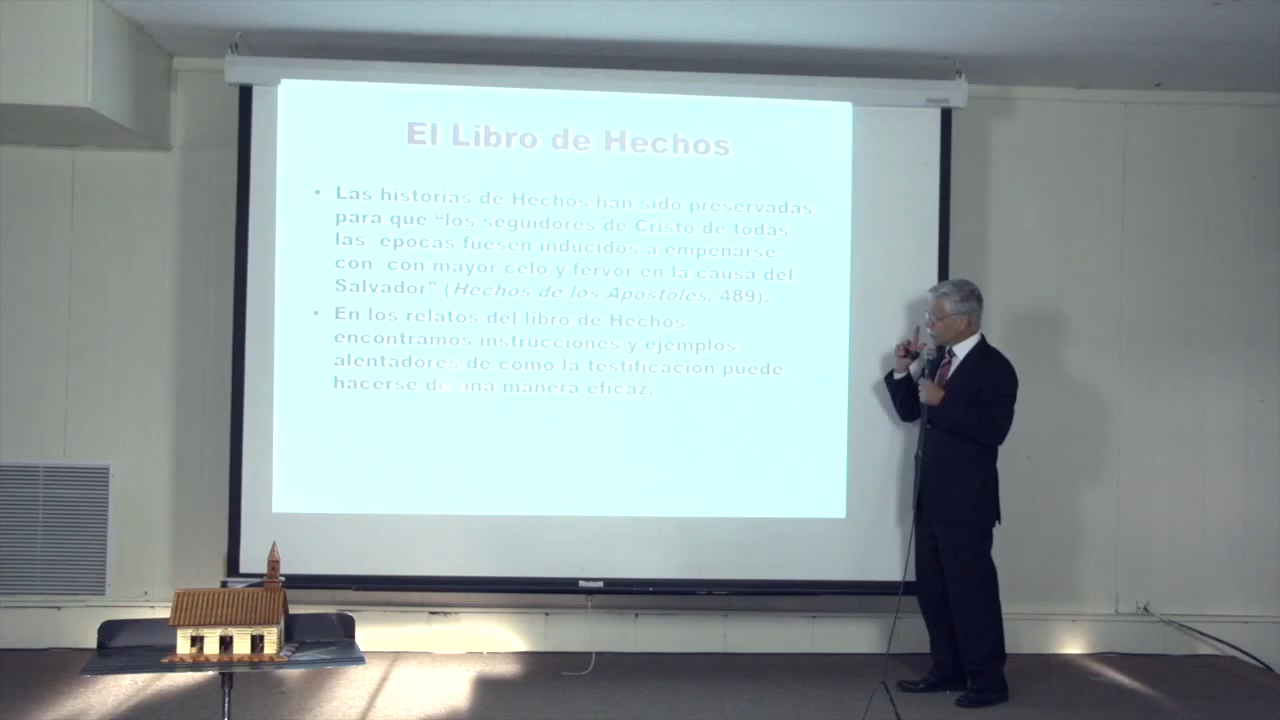 El Libro de Hechos
• Las historias de Hechos han sido preservadas
para que “los seguidores de Cristo de todas
las epocas fuesen inducidos a empenarse
con con mayor celo y fervor en la causa del
Salvador” (Hechos de los Apostoles, 489).
• En los relatos del libro de Hechos
encontramos instrucciones y ejemplos
alentadores de como la testificacion puede
hacerse de una manera eficaz.